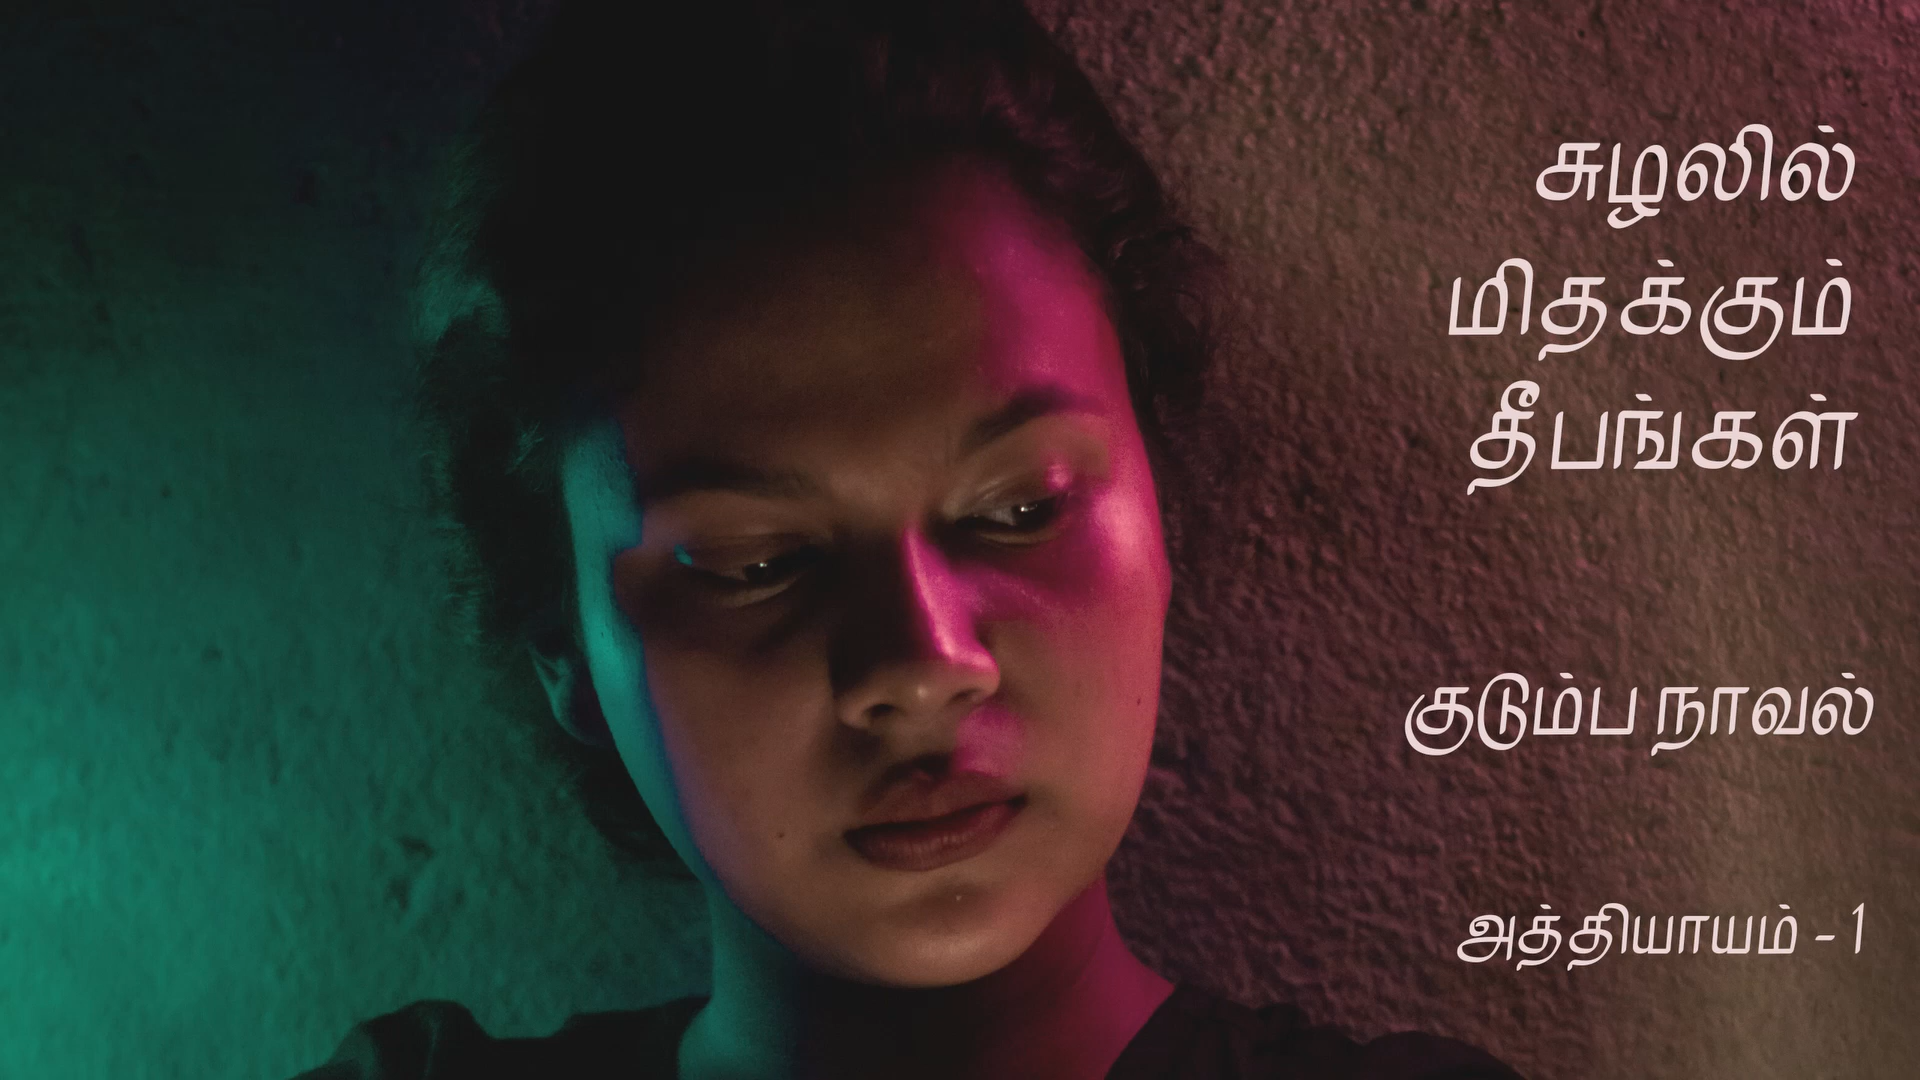 சுழலில்
மிதக்கும்
தீபங்கள்
குடும்ப நாவல்
அத்தியாயம் - 1